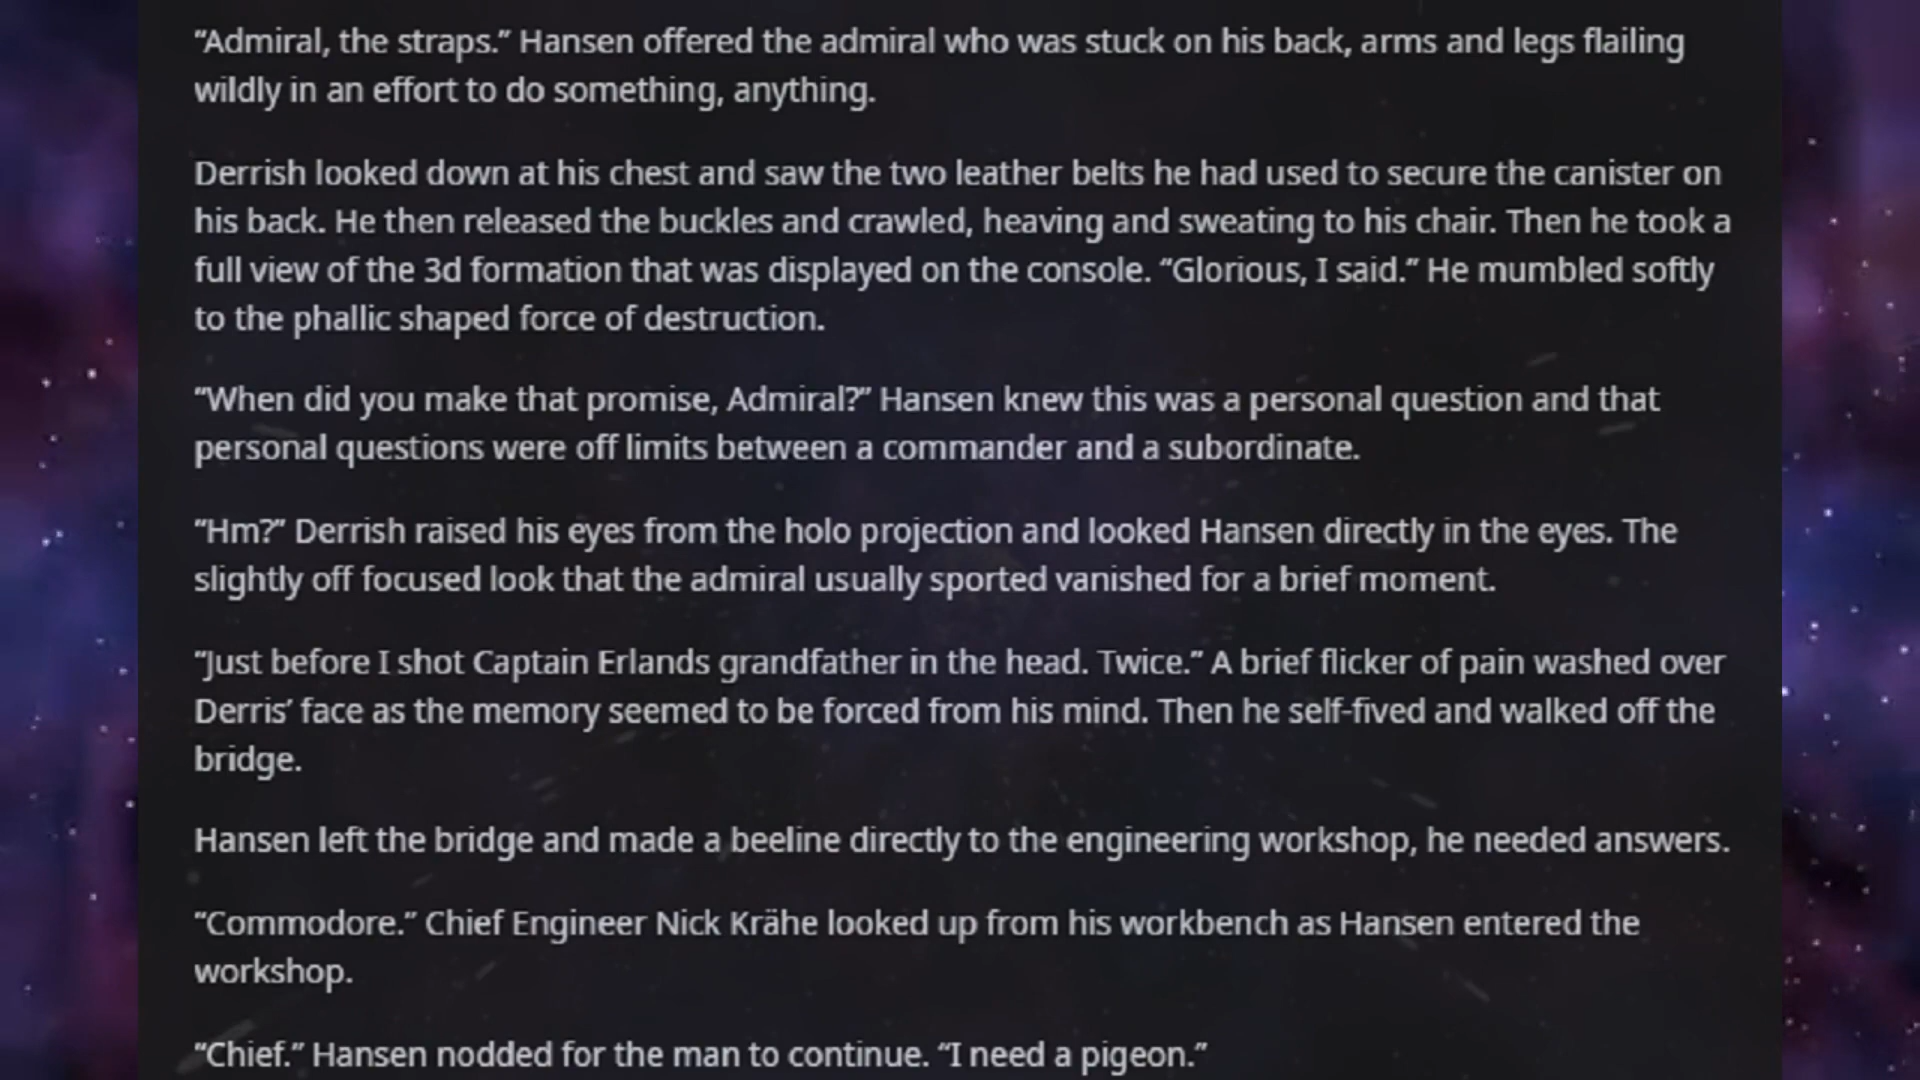 “Admiral, the straps.” Hansen offered the admiral who was stuck on his back, arms and legs flailing
wildly in an effort to do something, anything.
Derrish looked down at his chest and saw the two leather belts he had used to secure the canister on
his back. He then released the buckles and crawled, heaving and sweating to his chair. Then he took a
full view of the 3d formation that was displayed on the console. “Glorious, I said.” He mumbled softly
to the phallic shaped force of destruction.
“When did you make that promise, Admiral?” Hansen knew this was a personal question and that
personal questions were off limits between a commander and a subordinate.
“Hm?” Derrish raised his eyes from the holo projection and looked Hansen directly in the eyes. The
slightly off focused look that the admiral usually sported vanished for a brief moment.
“Just before I shot Captain Erlands grandfather in the head. Twice.” A brief flicker of pain washed over
Derris’ face as the memory seemed to be forced from his mind. Then he self-fived and walked off the
bridge.
Hansen left the bridge and made a beeline directly to the engineering workshop, he needed answers.
“Commodore.” Chief Engineer Nick Krähe looked up from his workbench as Hansen entered the
workshop.
“Chief.” Hansen nodded for the man to continue. “I need a pigeon.”